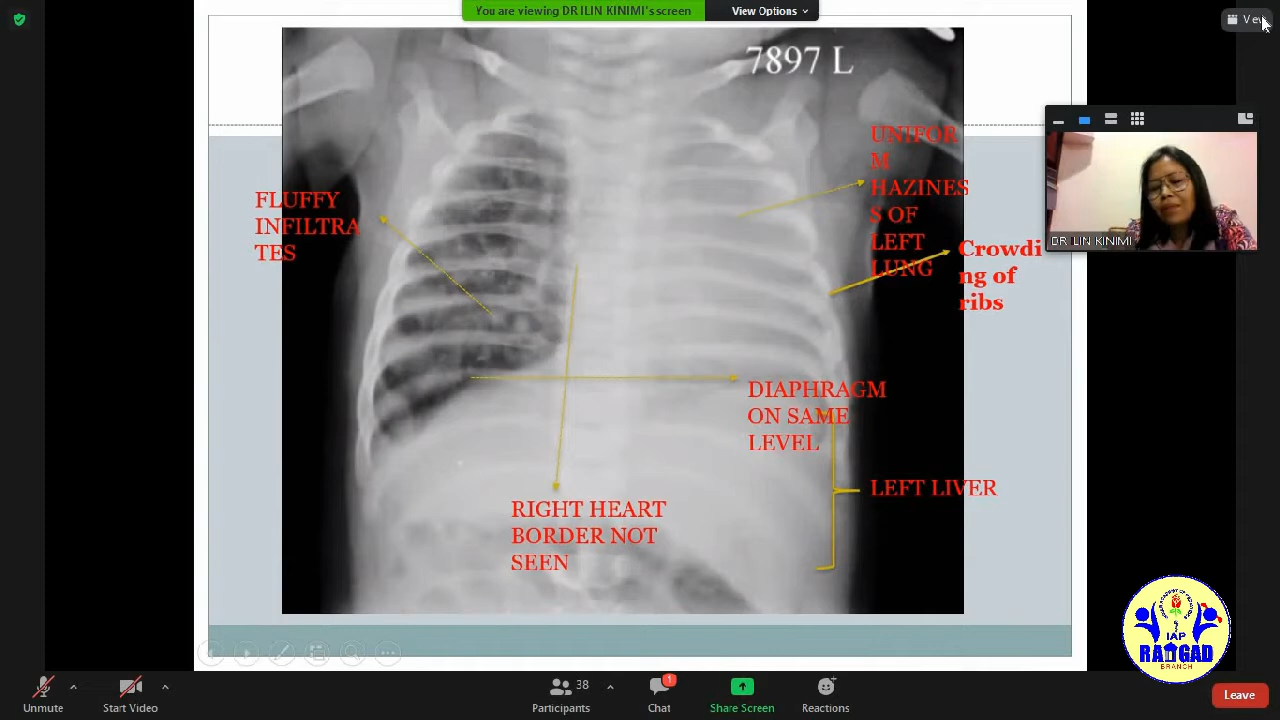 You are viewing DR ILIN KINIMI's screen
View Options
View
7897 L
UNIFOR
M
HAZINES
S OF
LEFT
LUNG
FLUFFY
INFILTRA
TES
Crowdi
ng of
ribs
DR ILIN KINIMI
DIAPHRAGM
ON SAME
LEVEL
LEFT LIVER
RIGHT HEART
BORDER NOT
SEEN
IAP
RAIGAD
BRANCH
Unmute
Start Video
38
Participants
1
Chat
Share Screen
Reactions
Leave